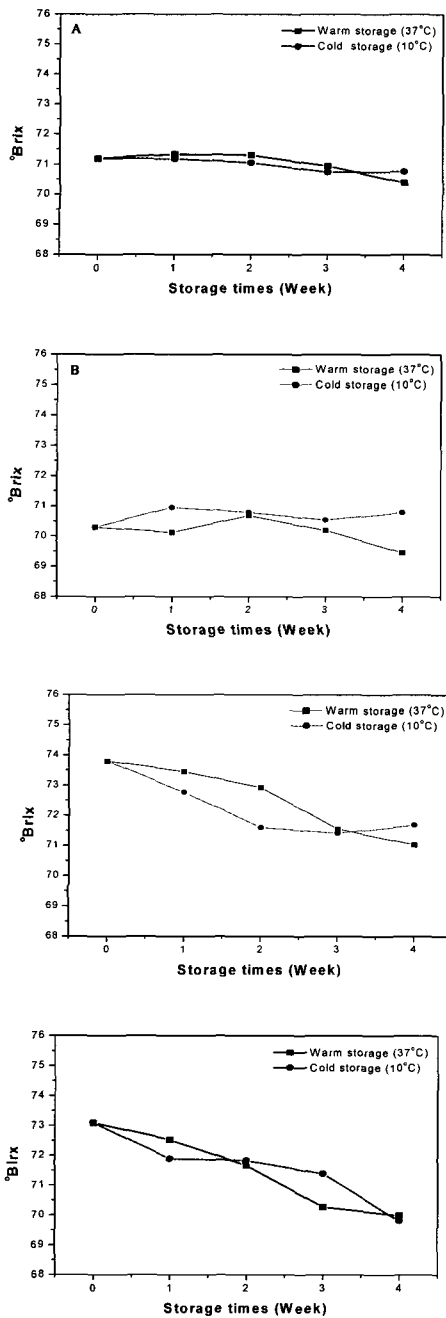 A
Warm storage (37°C)
Cold storage (10°C)
76
75
74
73
72
71
70
69
68
°Brix
0 1 2 3 4
Storage times (Week)
B
Warm storage (37°C)
Cold storage (10°C)
76
75
74
73
72
71
70
69
68
°Brix
0 1 2 3 4
Storage times (Week)
Warm storage (37°C)
Cold storage (10°C)
76
75
74
73
72
71
70
69
68
°Brix
0 1 2 3 4
Storage times (Week)
Warm storage (37°C)
Cold storage (10°C)
76
75
74
73
72
71
70
69
68
°BIrx
0 1 2 3 4
Storage times (Week)